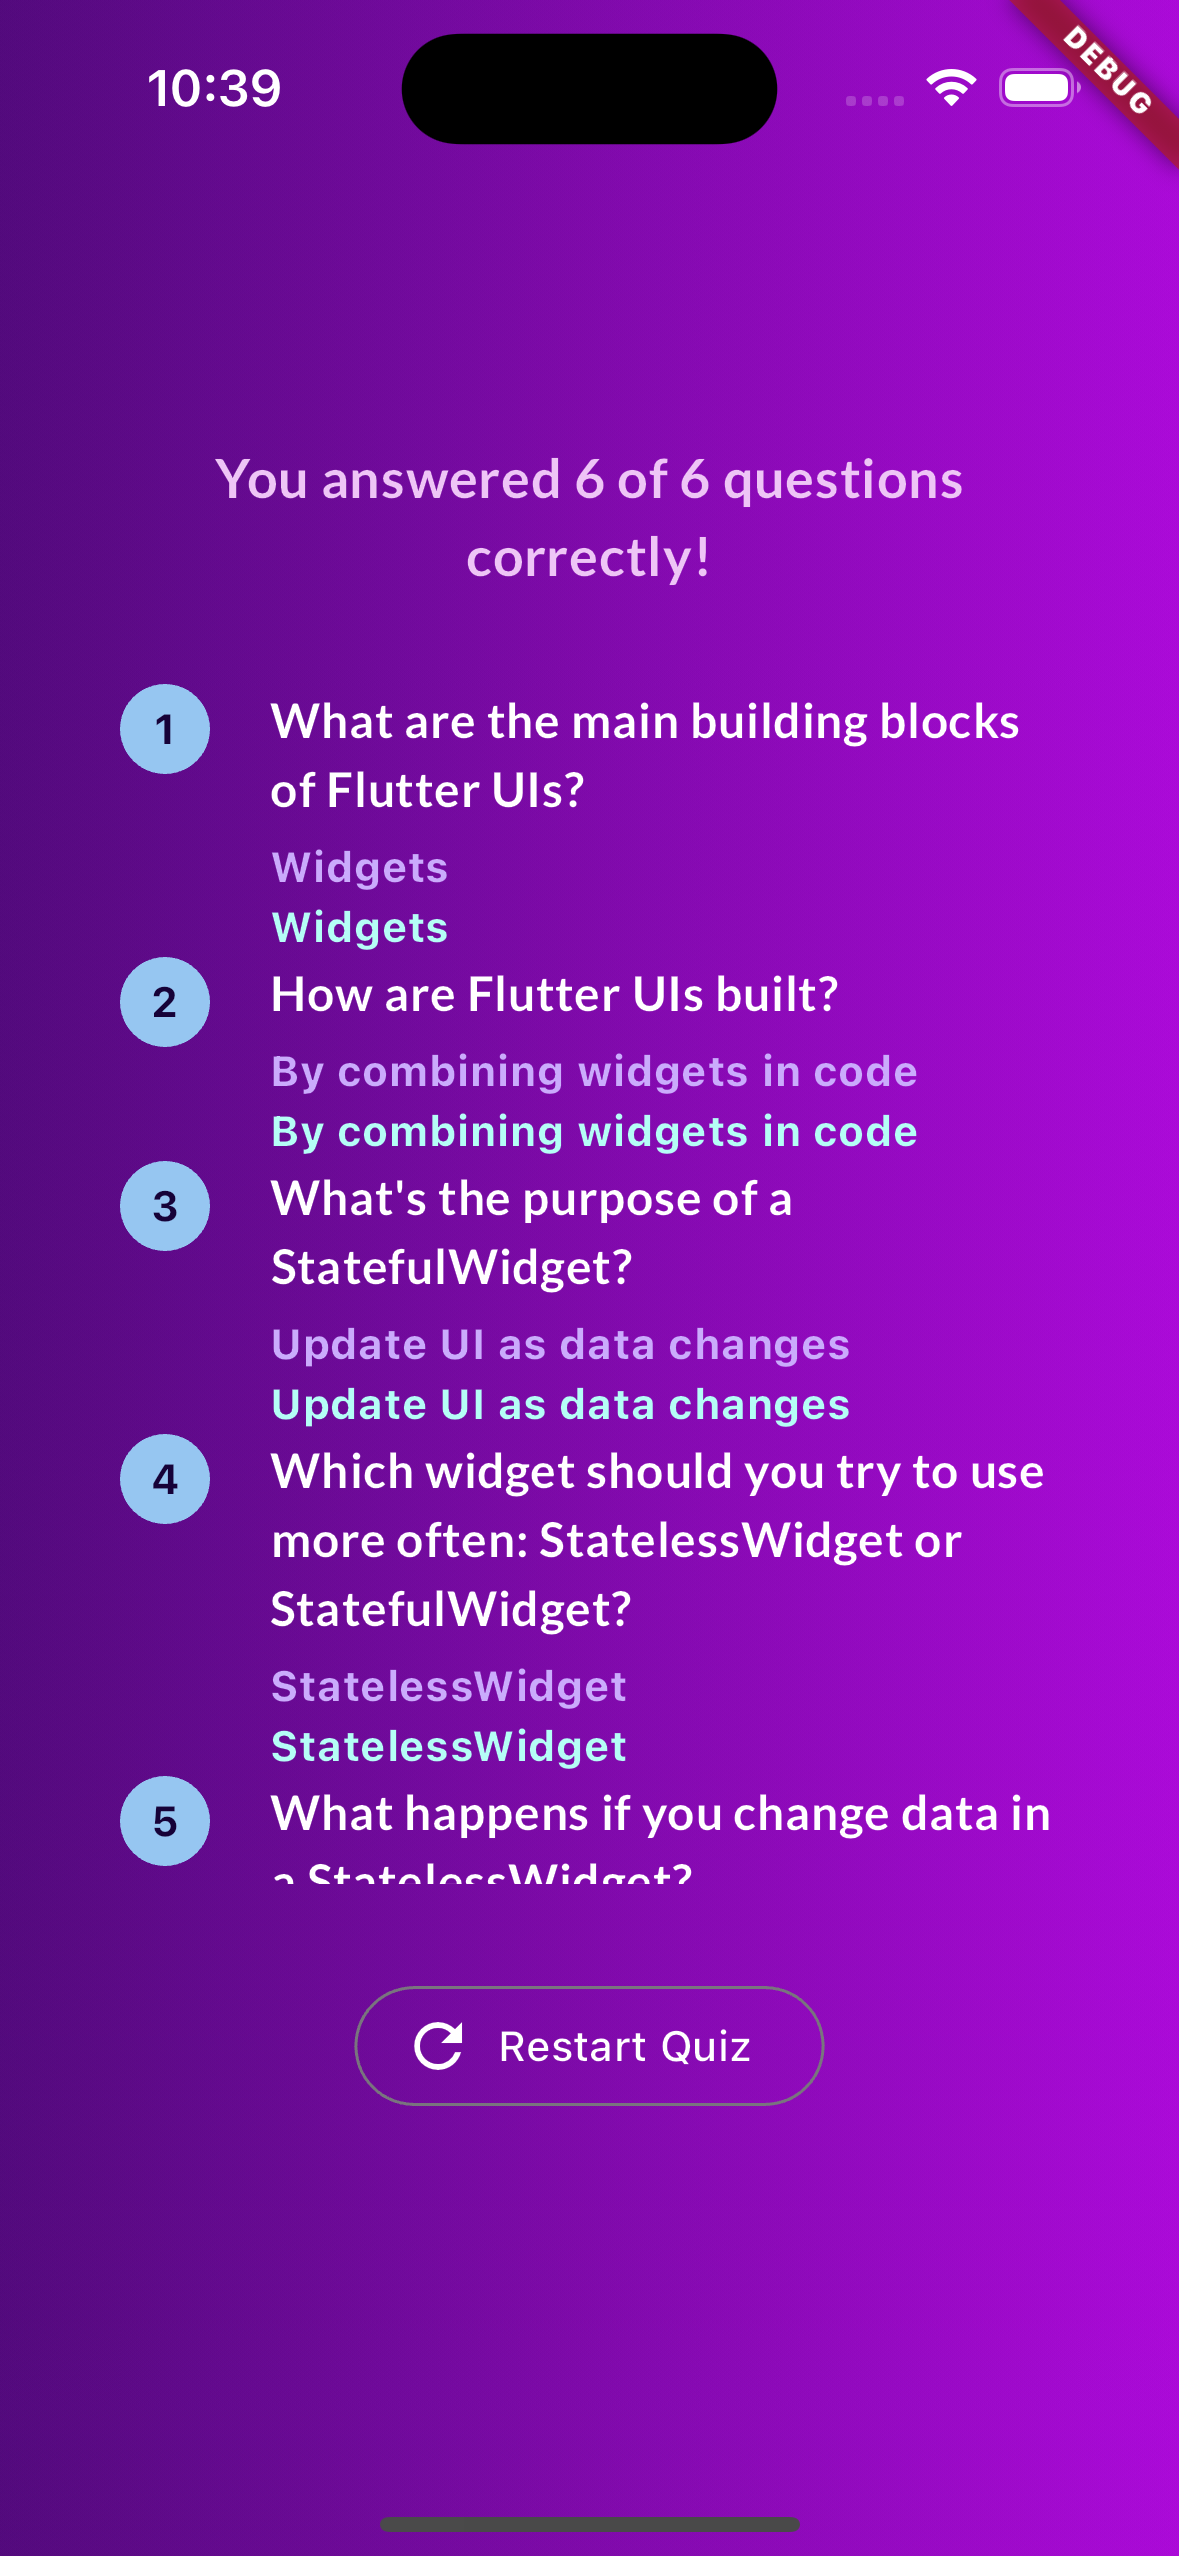 10:39
DEBUG
You answered 6 of 6 questions
correctly!
1
What are the main building blocks
of Flutter UIs?
Widgets
Widgets
2
How are Flutter UIs built?
By combining widgets in code
By combining widgets in code
3
What's the purpose of a
StatefulWidget?
Update UI as data changes
Update UI as data changes
4
Which widget should you try to use
more often: StatelessWidget or
StatefulWidget?
StatelessWidget
StatelessWidget
5
What happens if you change data in
a StatelessWidget?
Restart Quiz